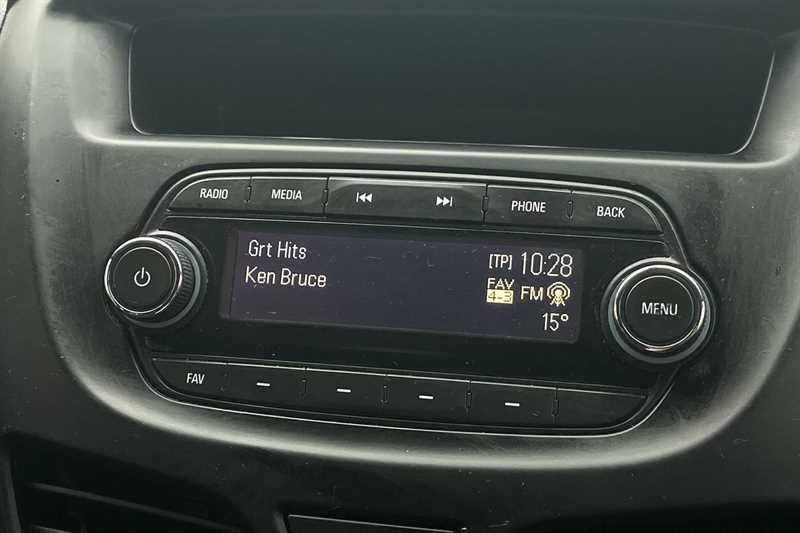 RADIO MEDIA PHONE BACK
Grt Hits
[TP] 10:28
Ken Bruce
FAV
4-3 FM
15°
MENU
FAV